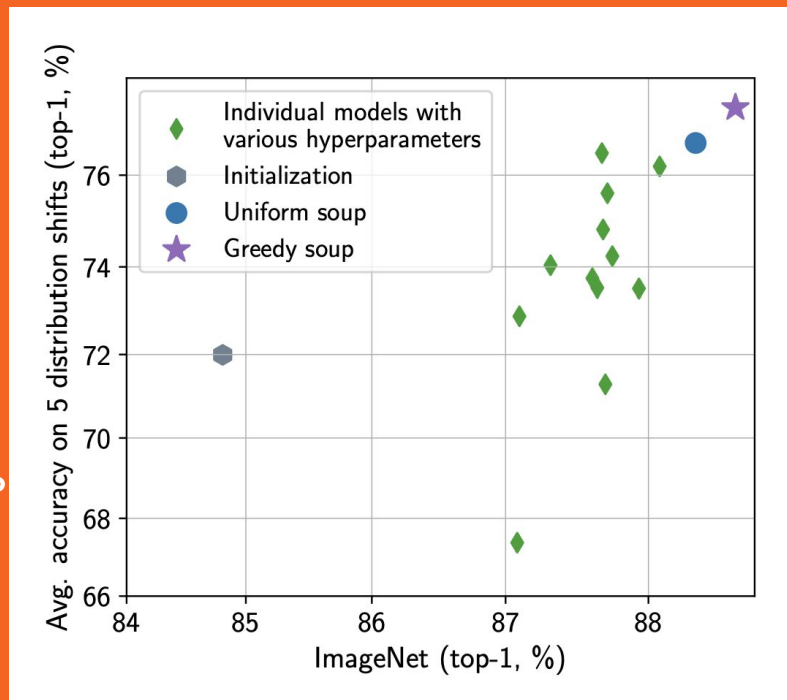 Avg. accuracy on 5 distribution shifts (top-1, %)
Individual models with
various hyperparameters
Initialization
Uniform soup
Greedy soup
76
74
72
70
68
66
84
85
86
87
88
ImageNet (top-1, %)